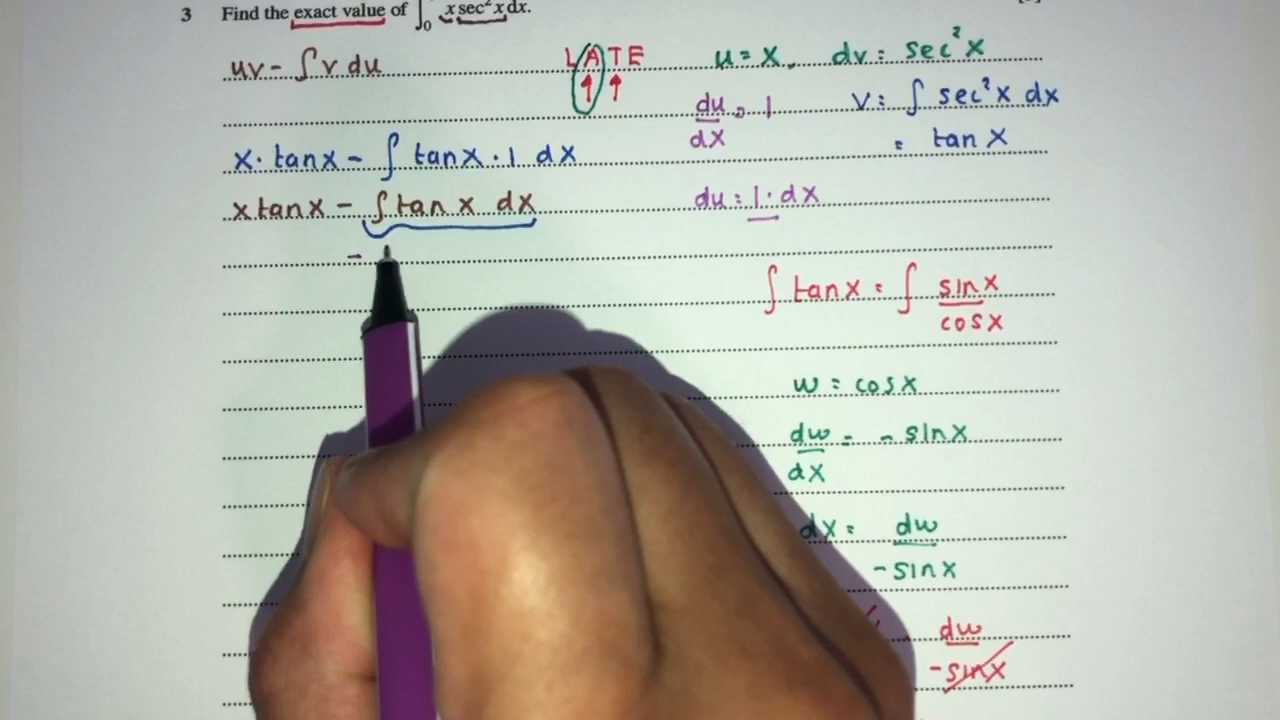 3 Find the exact value of ∫₀ x sec²x dx.
uv - ∫ v du
LATE
u = x, dv = sec²x
du/dx = 1
v = ∫ sec²x dx
= tan x
x · tan x - ∫ tan x · 1 dx
x tan x - ∫ tan x dx
du = 1 · dx
-
∫ tan x = ∫ sin x / cos x
w = cos x
dw/dx = - sin x
dx = dw / - sin x
dw / - sin x